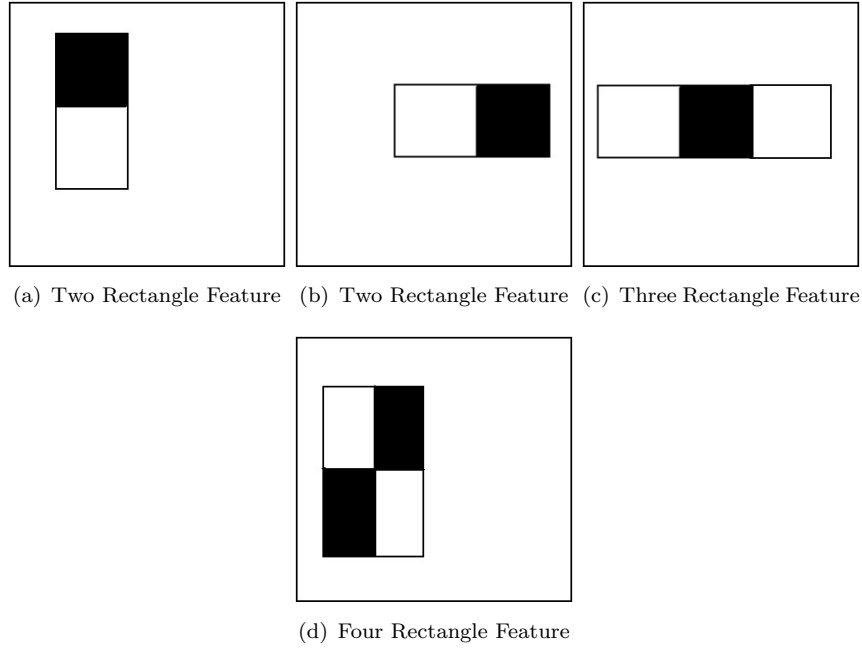 (a) Two Rectangle Feature
(b) Two Rectangle Feature
(c) Three Rectangle Feature
(d) Four Rectangle Feature